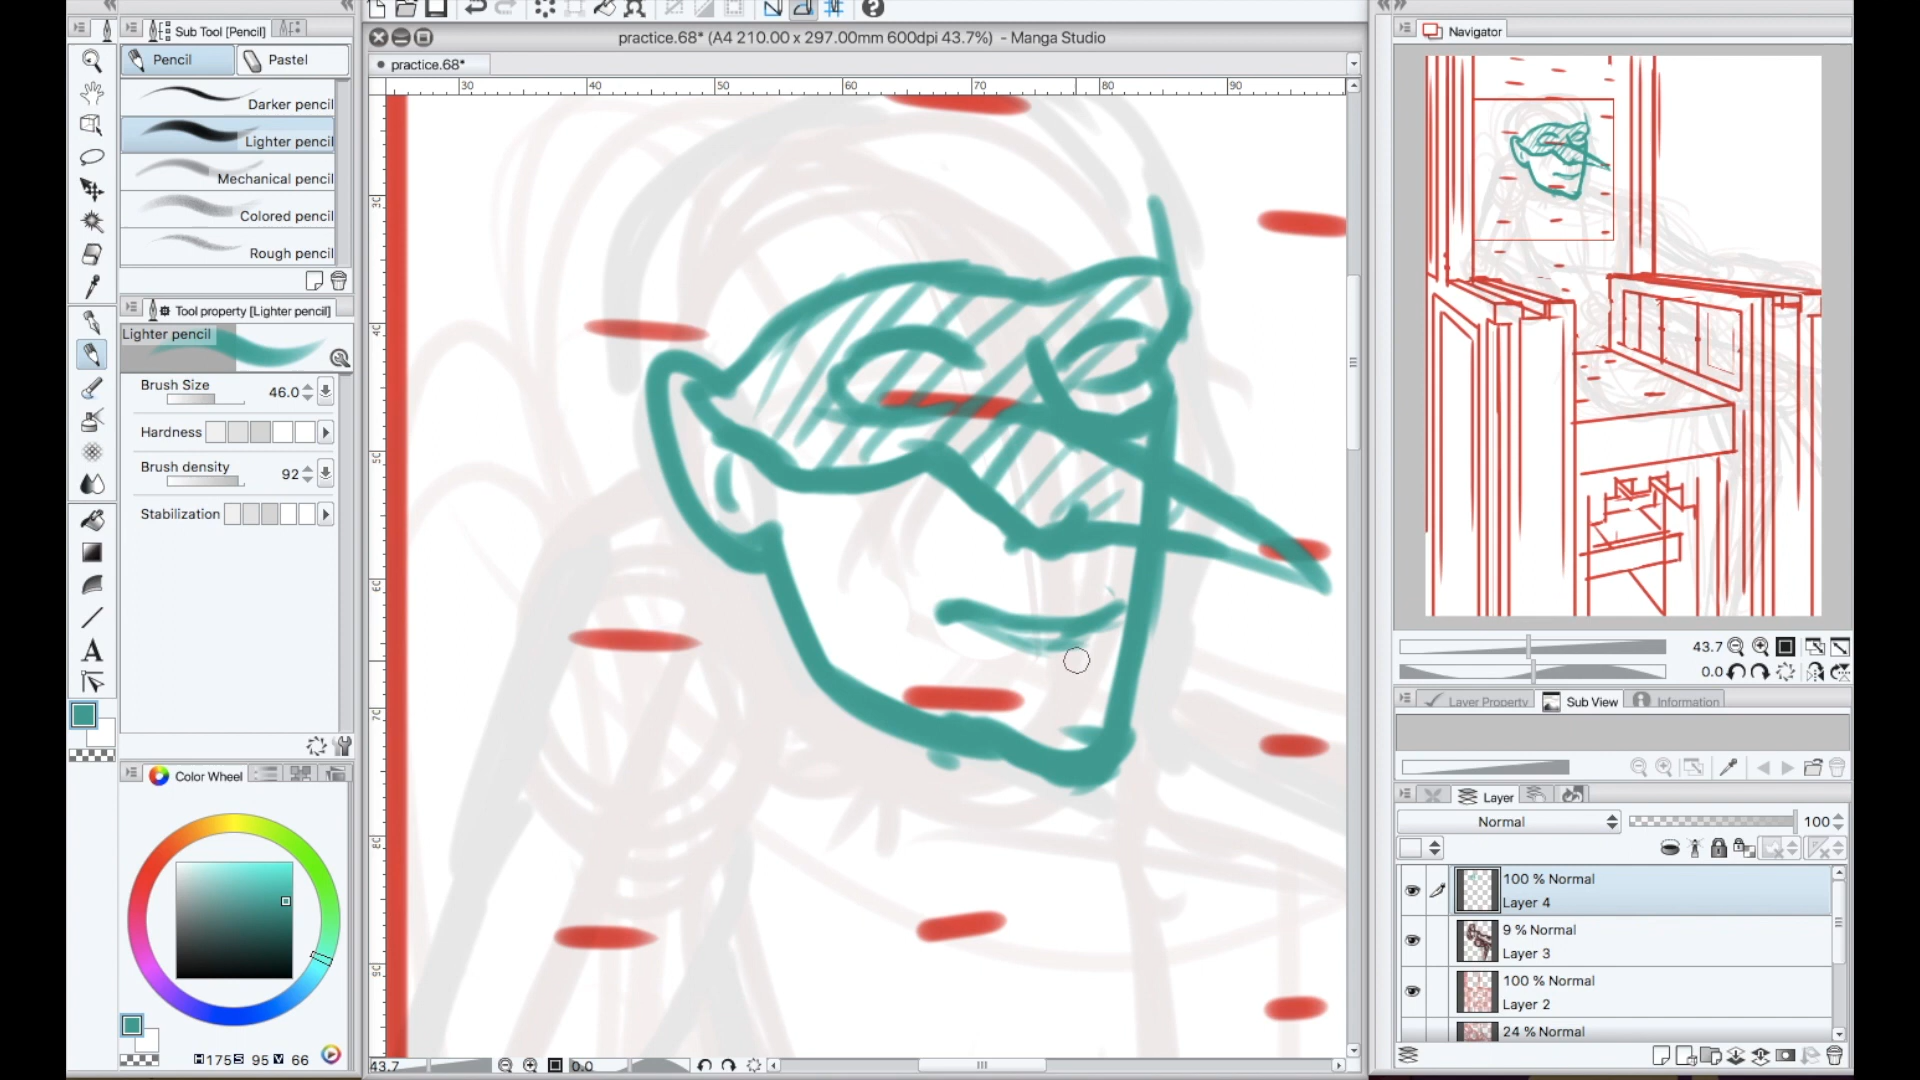 Sub Tool [Pencil]
Pencil
Pastel
Darker pencil
Lighter pencil
Mechanical pencil
Colored pencil
Rough pencil
Tool property [Lighter pencil]
Lighter pencil
Brush Size
46.0
Hardness
Brush density
92
Stabilization
Color Wheel
H175S 95V 66
practice.68* (A4 210.00 x 297.00mm 600dpi 43.7%) - Manga Studio
practice.68*
30 40 50 60 70 80 90
43.7
0.0
Navigator
43.7
0.0
Layer Property
Sub View
Information
Layer
Normal
100
100 % Normal
Layer 4
9 % Normal
Layer 3
100 % Normal
Layer 2
24 % Normal